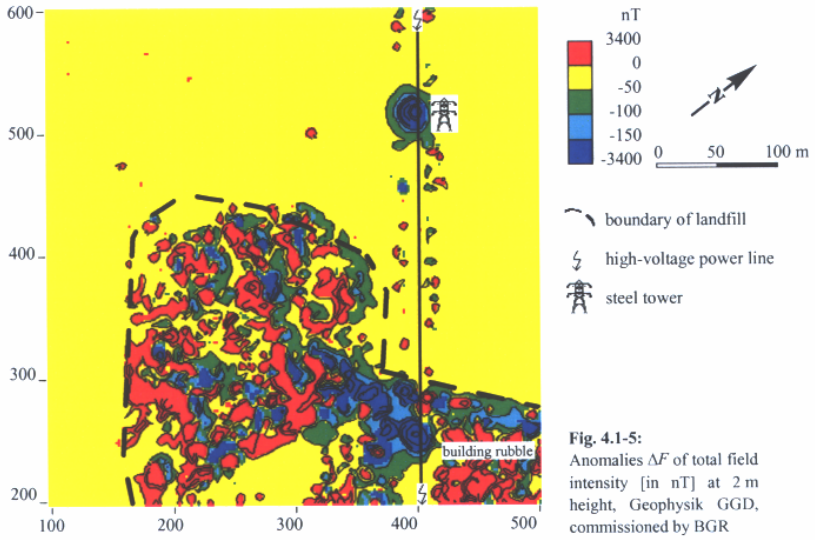 600
500
400
300
200
100
200
300
400
500
building rubble
nT
3400
0
-50
-100
-150
-3400
N
0 50 100 m
boundary of landfill
high-voltage power line
steel tower
Fig. 4.1-5:
Anomalies ΔF of total field
intensity [in nT] at 2 m
height, Geophysik GGD,
commissioned by BGR